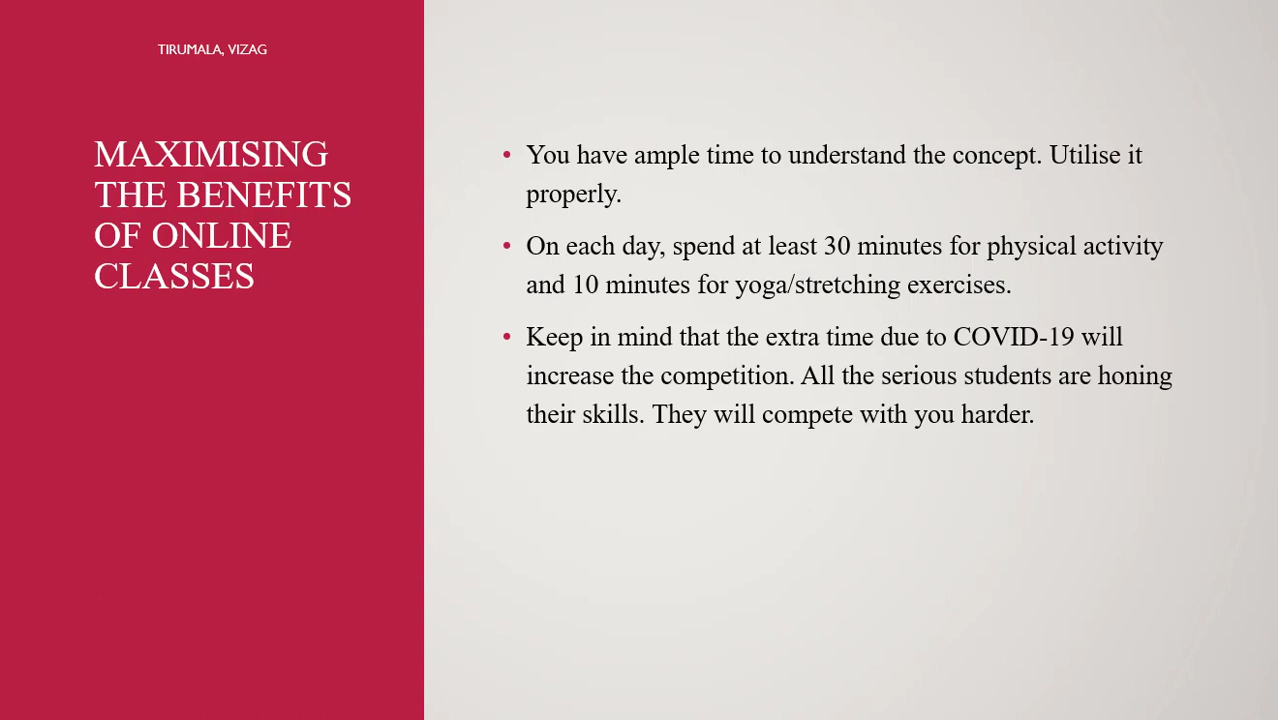 TIRUMALA, VIZAG
MAXIMISING
THE BENEFITS
OF ONLINE
CLASSES
• You have ample time to understand the concept. Utilise it
properly.
• On each day, spend at least 30 minutes for physical activity
and 10 minutes for yoga/stretching exercises.
• Keep in mind that the extra time due to COVID-19 will
increase the competition. All the serious students are honing
their skills. They will compete with you harder.